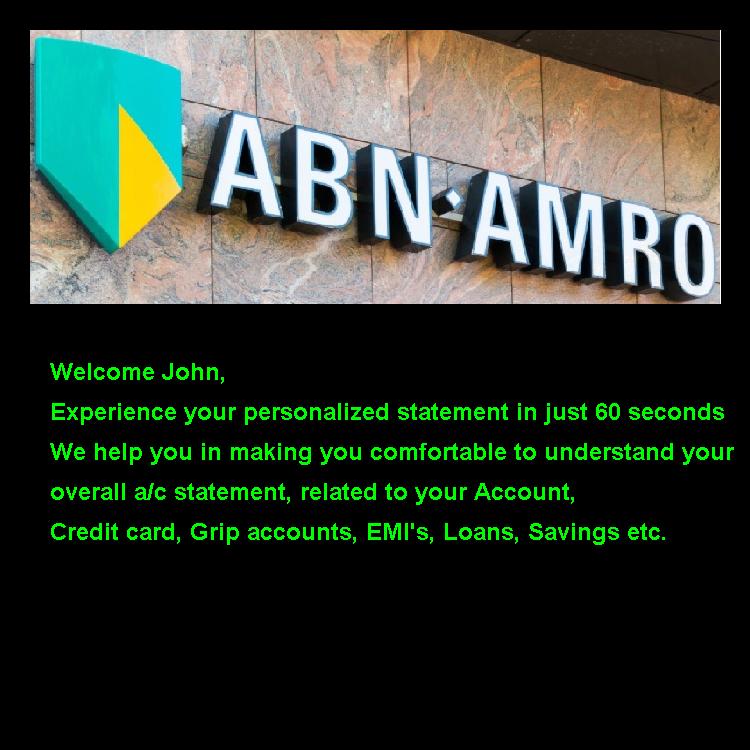 ABN·AMRO
Welcome John,
Experience your personalized statement in just 60 seconds
We help you in making you comfortable to understand your
overall a/c statement, related to your Account,
Credit card, Grip accounts, EMI's, Loans, Savings etc.